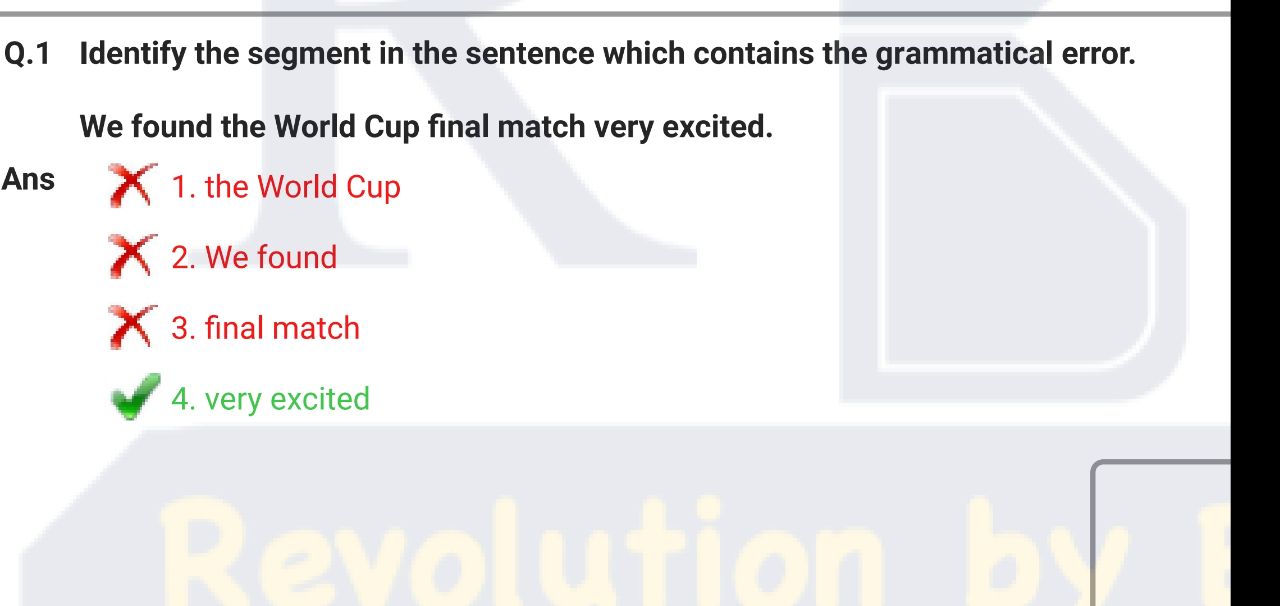 Q.1 Identify the segment in the sentence which contains the grammatical error.
We found the World Cup final match very excited.
Ans
1. the World Cup
2. We found
3. final match
4. very excited
Revolution by